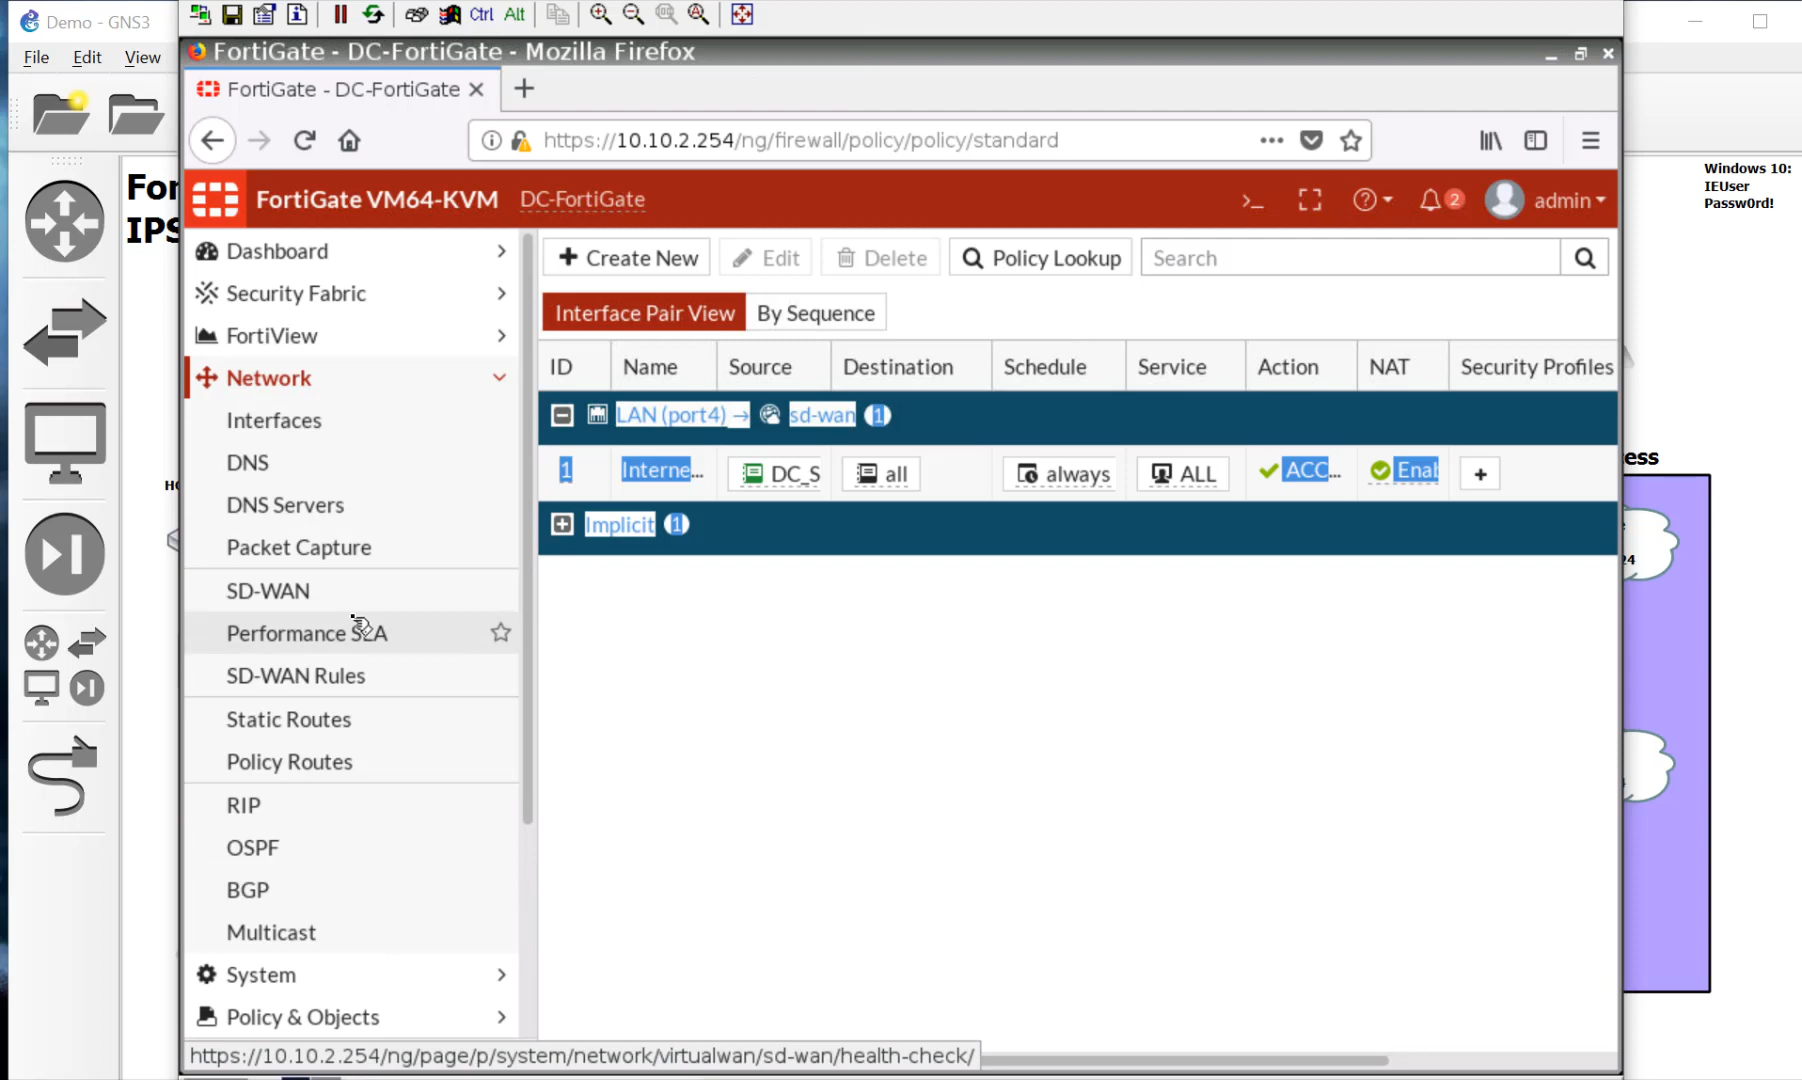 Demo - GNS3
File Edit View
Ctrl Alt
FortiGate - DC-FortiGate - Mozilla Firefox
FortiGate - DC-FortiGate
https://10.10.2.254/ng/firewall/policy/policy/standard
Windows 10:
IEUser
Passw0rd!
For
IPS
FortiGate VM64-KVM DC-FortiGate
>_ 2 admin
Dashboard
Security Fabric
FortiView
Network
Interfaces
DNS
DNS Servers
Packet Capture
SD-WAN
Performance SLA
SD-WAN Rules
Static Routes
Policy Routes
RIP
OSPF
BGP
Multicast
System
Policy & Objects
+ Create New Edit Delete Policy Lookup Search
Interface Pair View By Sequence
ID Name Source Destination Schedule Service Action NAT Security Profiles
LAN (port4) → sd-wan 1
1 Interne... DC_S all always ALL ACC... Enab +
Implicit 1
ess
24
HO
https://10.10.2.254/ng/page/p/system/network/virtualwan/sd-wan/health-check/